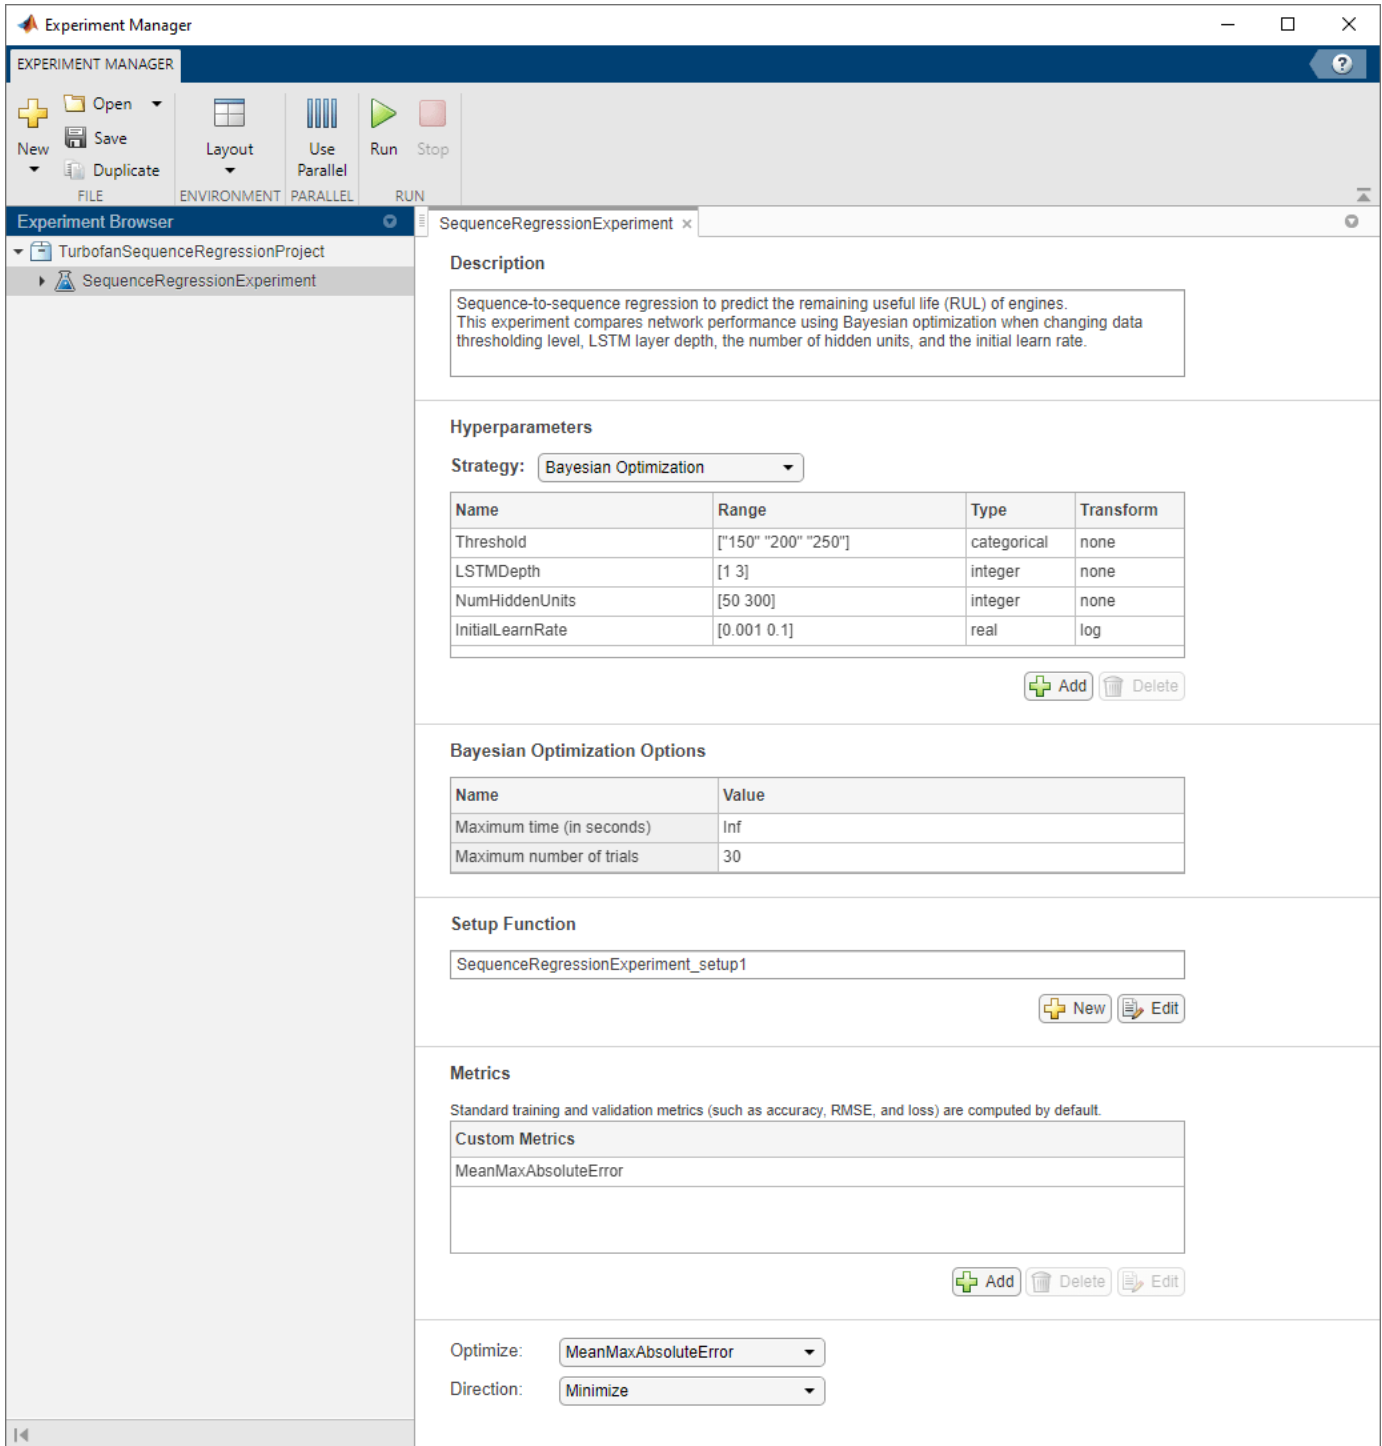 Experiment Manager
EXPERIMENT MANAGER
?
New
Open
Save
Duplicate
Layout
Use
Parallel
Run
Stop
FILE
ENVIRONMENT
PARALLEL
RUN
Experiment Browser
TurbofanSequenceRegressionProject
SequenceRegressionExperiment
SequenceRegressionExperiment ×
Description
Sequence-to-sequence regression to predict the remaining useful life (RUL) of engines.
This experiment compares network performance using Bayesian optimization when changing data
thresholding level, LSTM layer depth, the number of hidden units, and the initial learn rate.
Hyperparameters
Strategy: Bayesian Optimization
Name Range Type Transform
Threshold ["150" "200" "250"] categorical none
LSTMDepth [1 3] integer none
NumHiddenUnits [50 300] integer none
InitialLearnRate [0.001 0.1] real log
Add Delete
Bayesian Optimization Options
Name Value
Maximum time (in seconds) Inf
Maximum number of trials 30
Setup Function
SequenceRegressionExperiment_setup1
New Edit
Metrics
Standard training and validation metrics (such as accuracy, RMSE, and loss) are computed by default.
Custom Metrics
MeanMaxAbsoluteError
Add Delete Edit
Optimize: MeanMaxAbsoluteError
Direction: Minimize